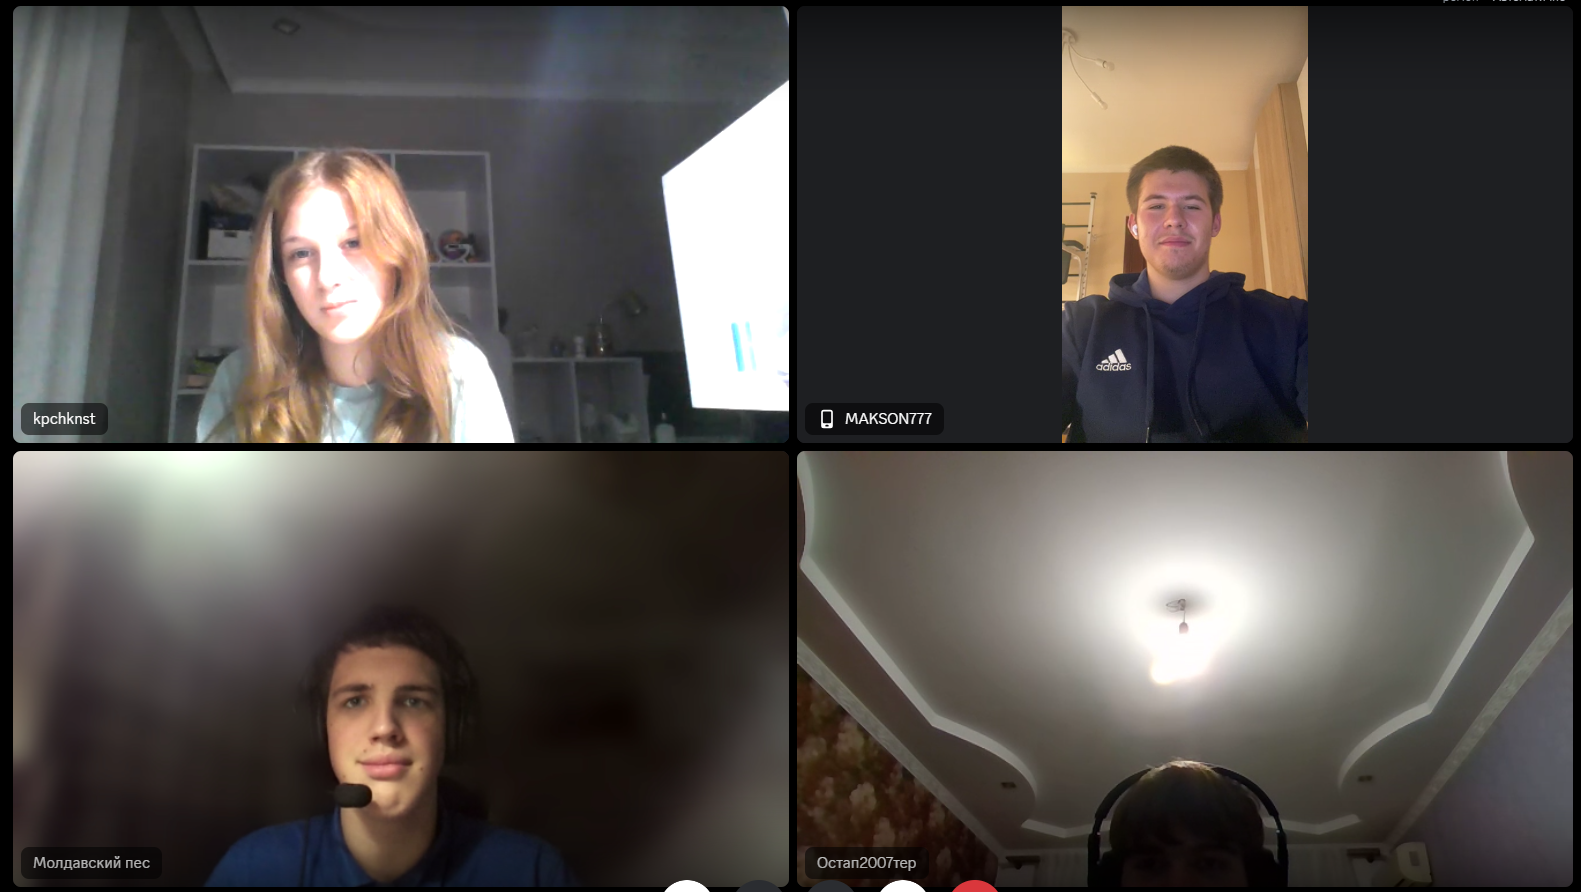 kpchknst
MAKSON777
adidas
Молдавский пес
Остап2007тер